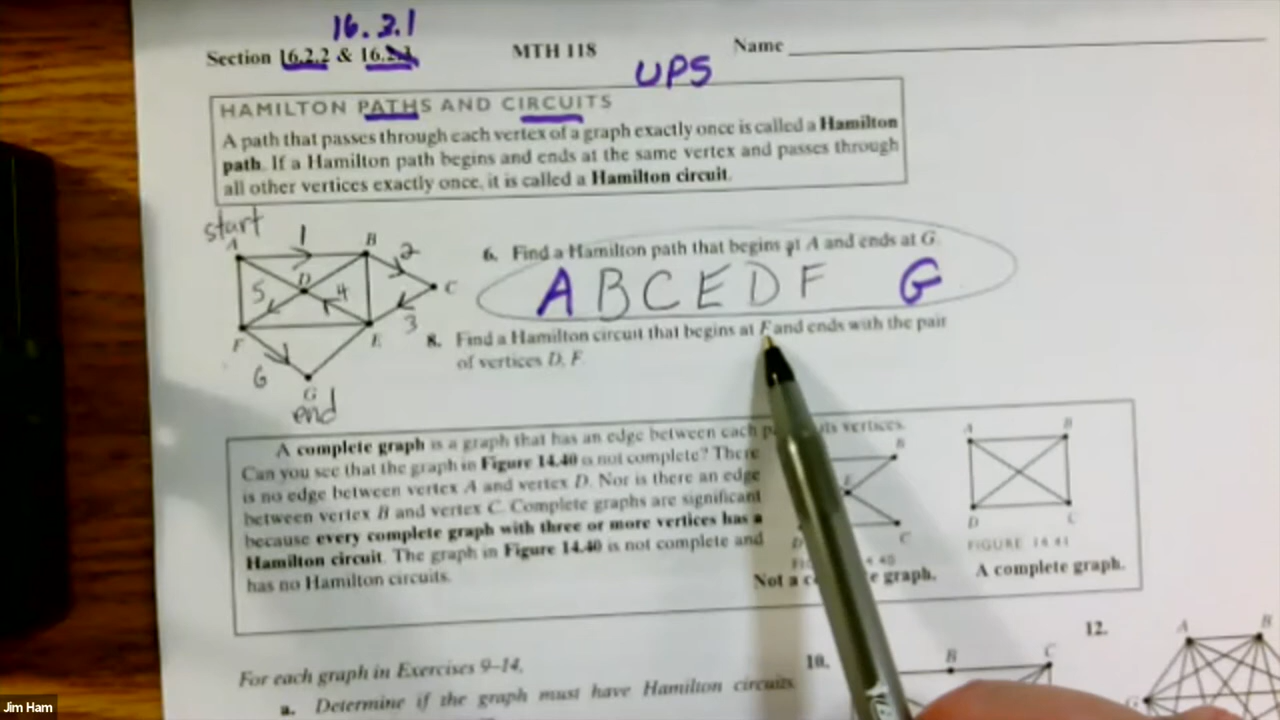 16.3.1
Section 16.2.2 & 16.
MTH 118
Name
UPS
HAMILTON PATHS AND CIRCUITS
A path that passes through each vertex of a graph exactly once is called a Hamilton
path. If a Hamilton path begins and ends at the same vertex and passes through
all other vertices exactly once, it is called a Hamilton circuit.
start
A
1
B
2
C
5
D
4
3
F
E
6
G
end
6. Find a Hamilton path that begins at A and ends at G.
A B C E D F G
8. Find a Hamilton circuit that begins at F and ends with the pair
of vertices D, F.
A complete graph is a graph that has an edge between each its vertices.
Can you see that the graph in Figure 14.40 is not complete? There
is no edge between vertex A and vertex D. Nor is there an edge
between vertex B and vertex C. Complete graphs are significant
because every complete graph with three or more vertices has a
Hamilton circuit. The graph in Figure 14.40 is not complete and
has no Hamilton circuits.
B
E
D
C
Not a graph.
A
B
D
C
FIGURE 14.41
A complete graph.
For each graph in Exercises 9–14,
a. Determine if the graph must have Hamilton circuits.
10.
B
C
12.
A
B
G
Jim Ham